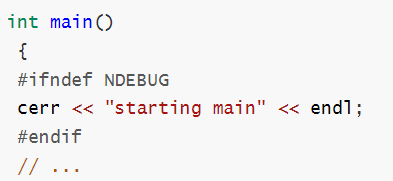 int main()
{
#ifndef NDEBUG
cerr << "starting main" << endl;
#endif
// ...